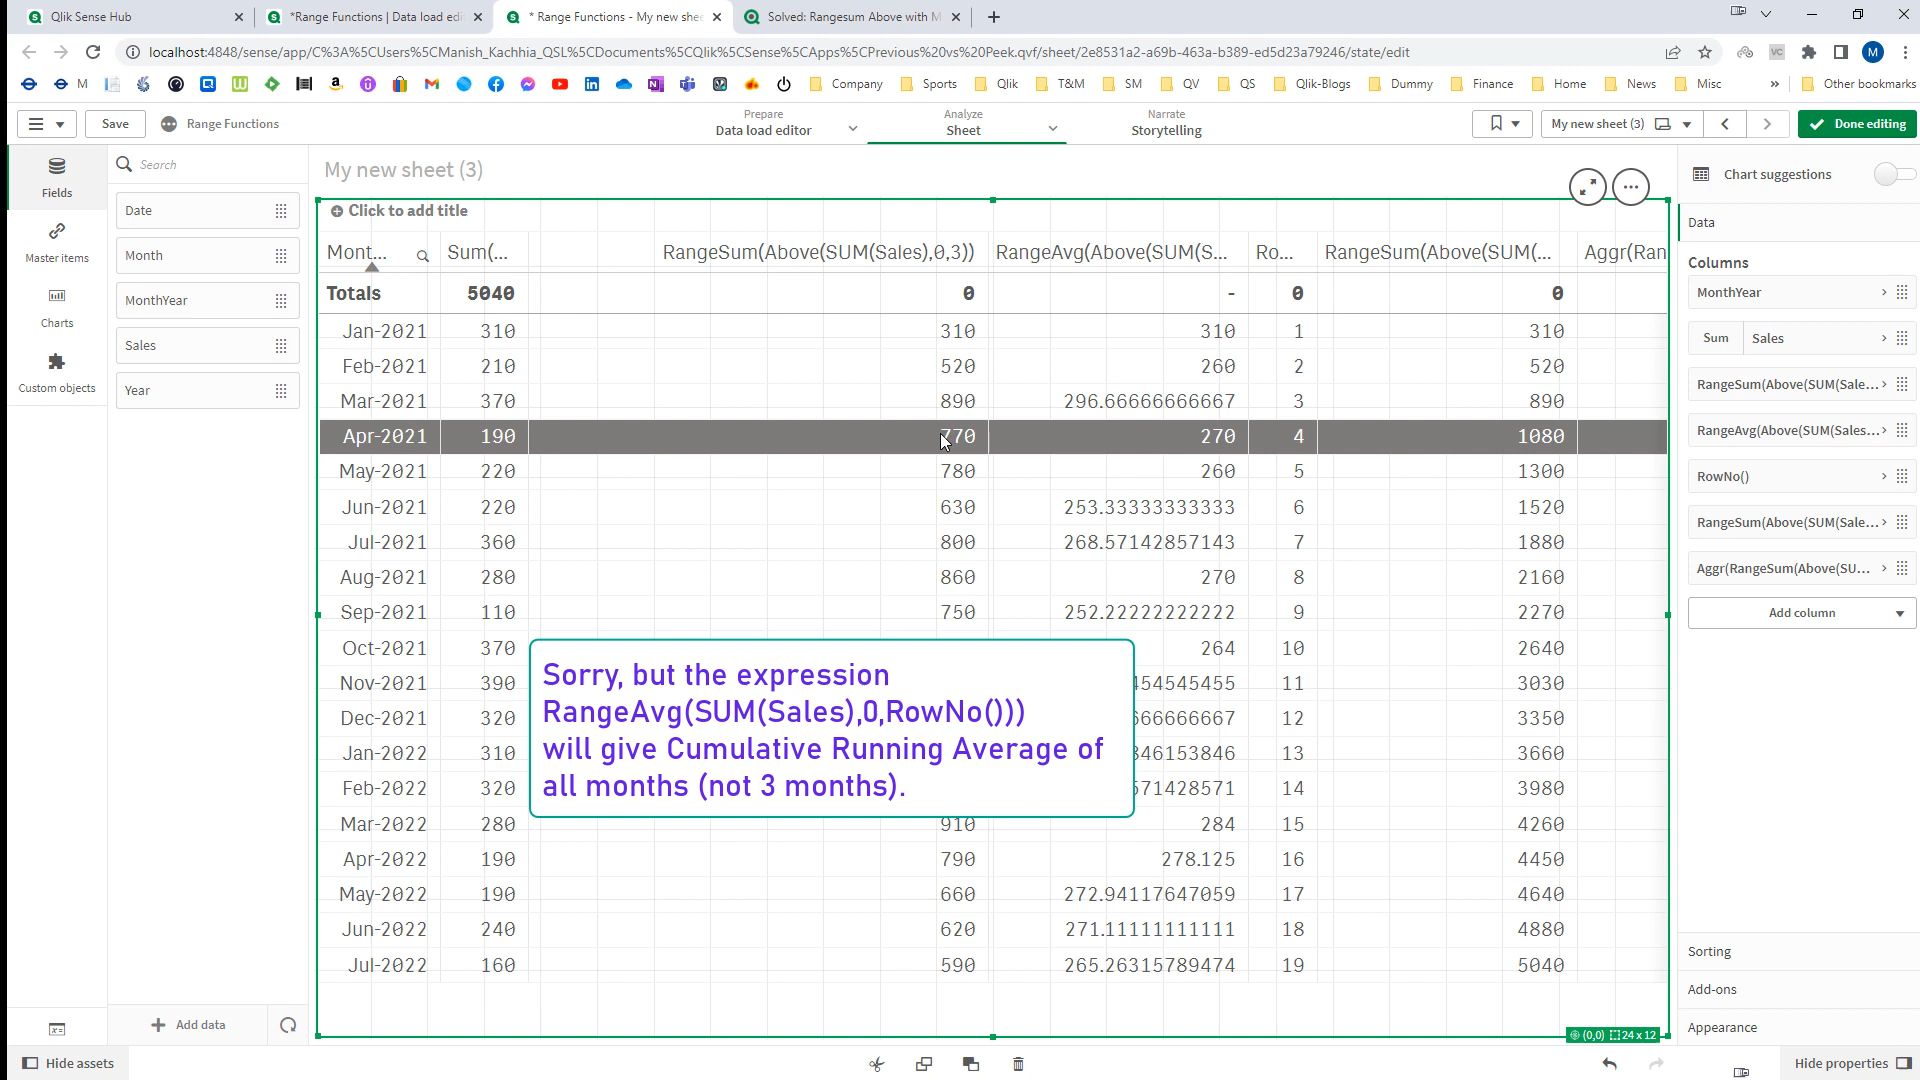 Qlik Sense Hub
*Range Functions | Data load edi
* Range Functions - My new shee
Solved: Rangesum Above with M
localhost:4848/sense/app/C%3A%5CUsers%5CManish_Kachhia_QSL%5CDocuments%5CQlik%5CSense%5CApps%5CPrevious%20vs%20Peek.qvf/sheet/2e8531a2-a69b-463a-b389-ed5d23a79246/state/edit
M
M Company Sports Qlik T&M SM QV QS Qlik-Blogs Dummy Finance Home News Misc » Other bookmarks
Save
Range Functions
Prepare
Data load editor
Analyze
Sheet
Narrate
Storytelling
My new sheet (3)
Done editing
Fields
Master items
Charts
Custom objects
Search
Date
Month
MonthYear
Sales
Year
My new sheet (3)
Click to add title
Mont... Sum(... RangeSum(Above(SUM(Sales),0,3)) RangeAvg(Above(SUM(S... Ro... RangeSum(Above(SUM(... Aggr(Ran
Totals 5040 0 - 0 0
Jan-2021 310 310 310 1 310
Feb-2021 210 520 260 2 520
Mar-2021 370 890 296.66666666667 3 890
Apr-2021 190 770 270 4 1080
May-2021 220 780 260 5 1300
Jun-2021 220 630 253.33333333333 6 1520
Jul-2021 360 800 268.57142857143 7 1880
Aug-2021 280 860 270 8 2160
Sep-2021 110 750 252.22222222222 9 2270
Oct-2021 370 264 10 2640
Nov-2021 390 454545455 11 3030
Dec-2021 320 666666667 12 3350
Jan-2022 310 346153846 13 3660
Feb-2022 320 571428571 14 3980
Mar-2022 280 910 284 15 4260
Apr-2022 190 790 278.125 16 4450
May-2022 190 660 272.94117647059 17 4640
Jun-2022 240 620 271.11111111111 18 4880
Jul-2022 160 590 265.26315789474 19 5040
Sorry, but the expression
RangeAvg(SUM(Sales),0,RowNo()))
will give Cumulative Running Average of
all months (not 3 months).
(0,0) 24 x 12
Chart suggestions
Data
Columns
MonthYear
Sum Sales
RangeSum(Above(SUM(Sale...
RangeAvg(Above(SUM(Sales...
RowNo()
RangeSum(Above(SUM(Sale...
Aggr(RangeSum(Above(SU...
Add column
Sorting
Add-ons
Appearance
Add data
Hide assets
Hide properties